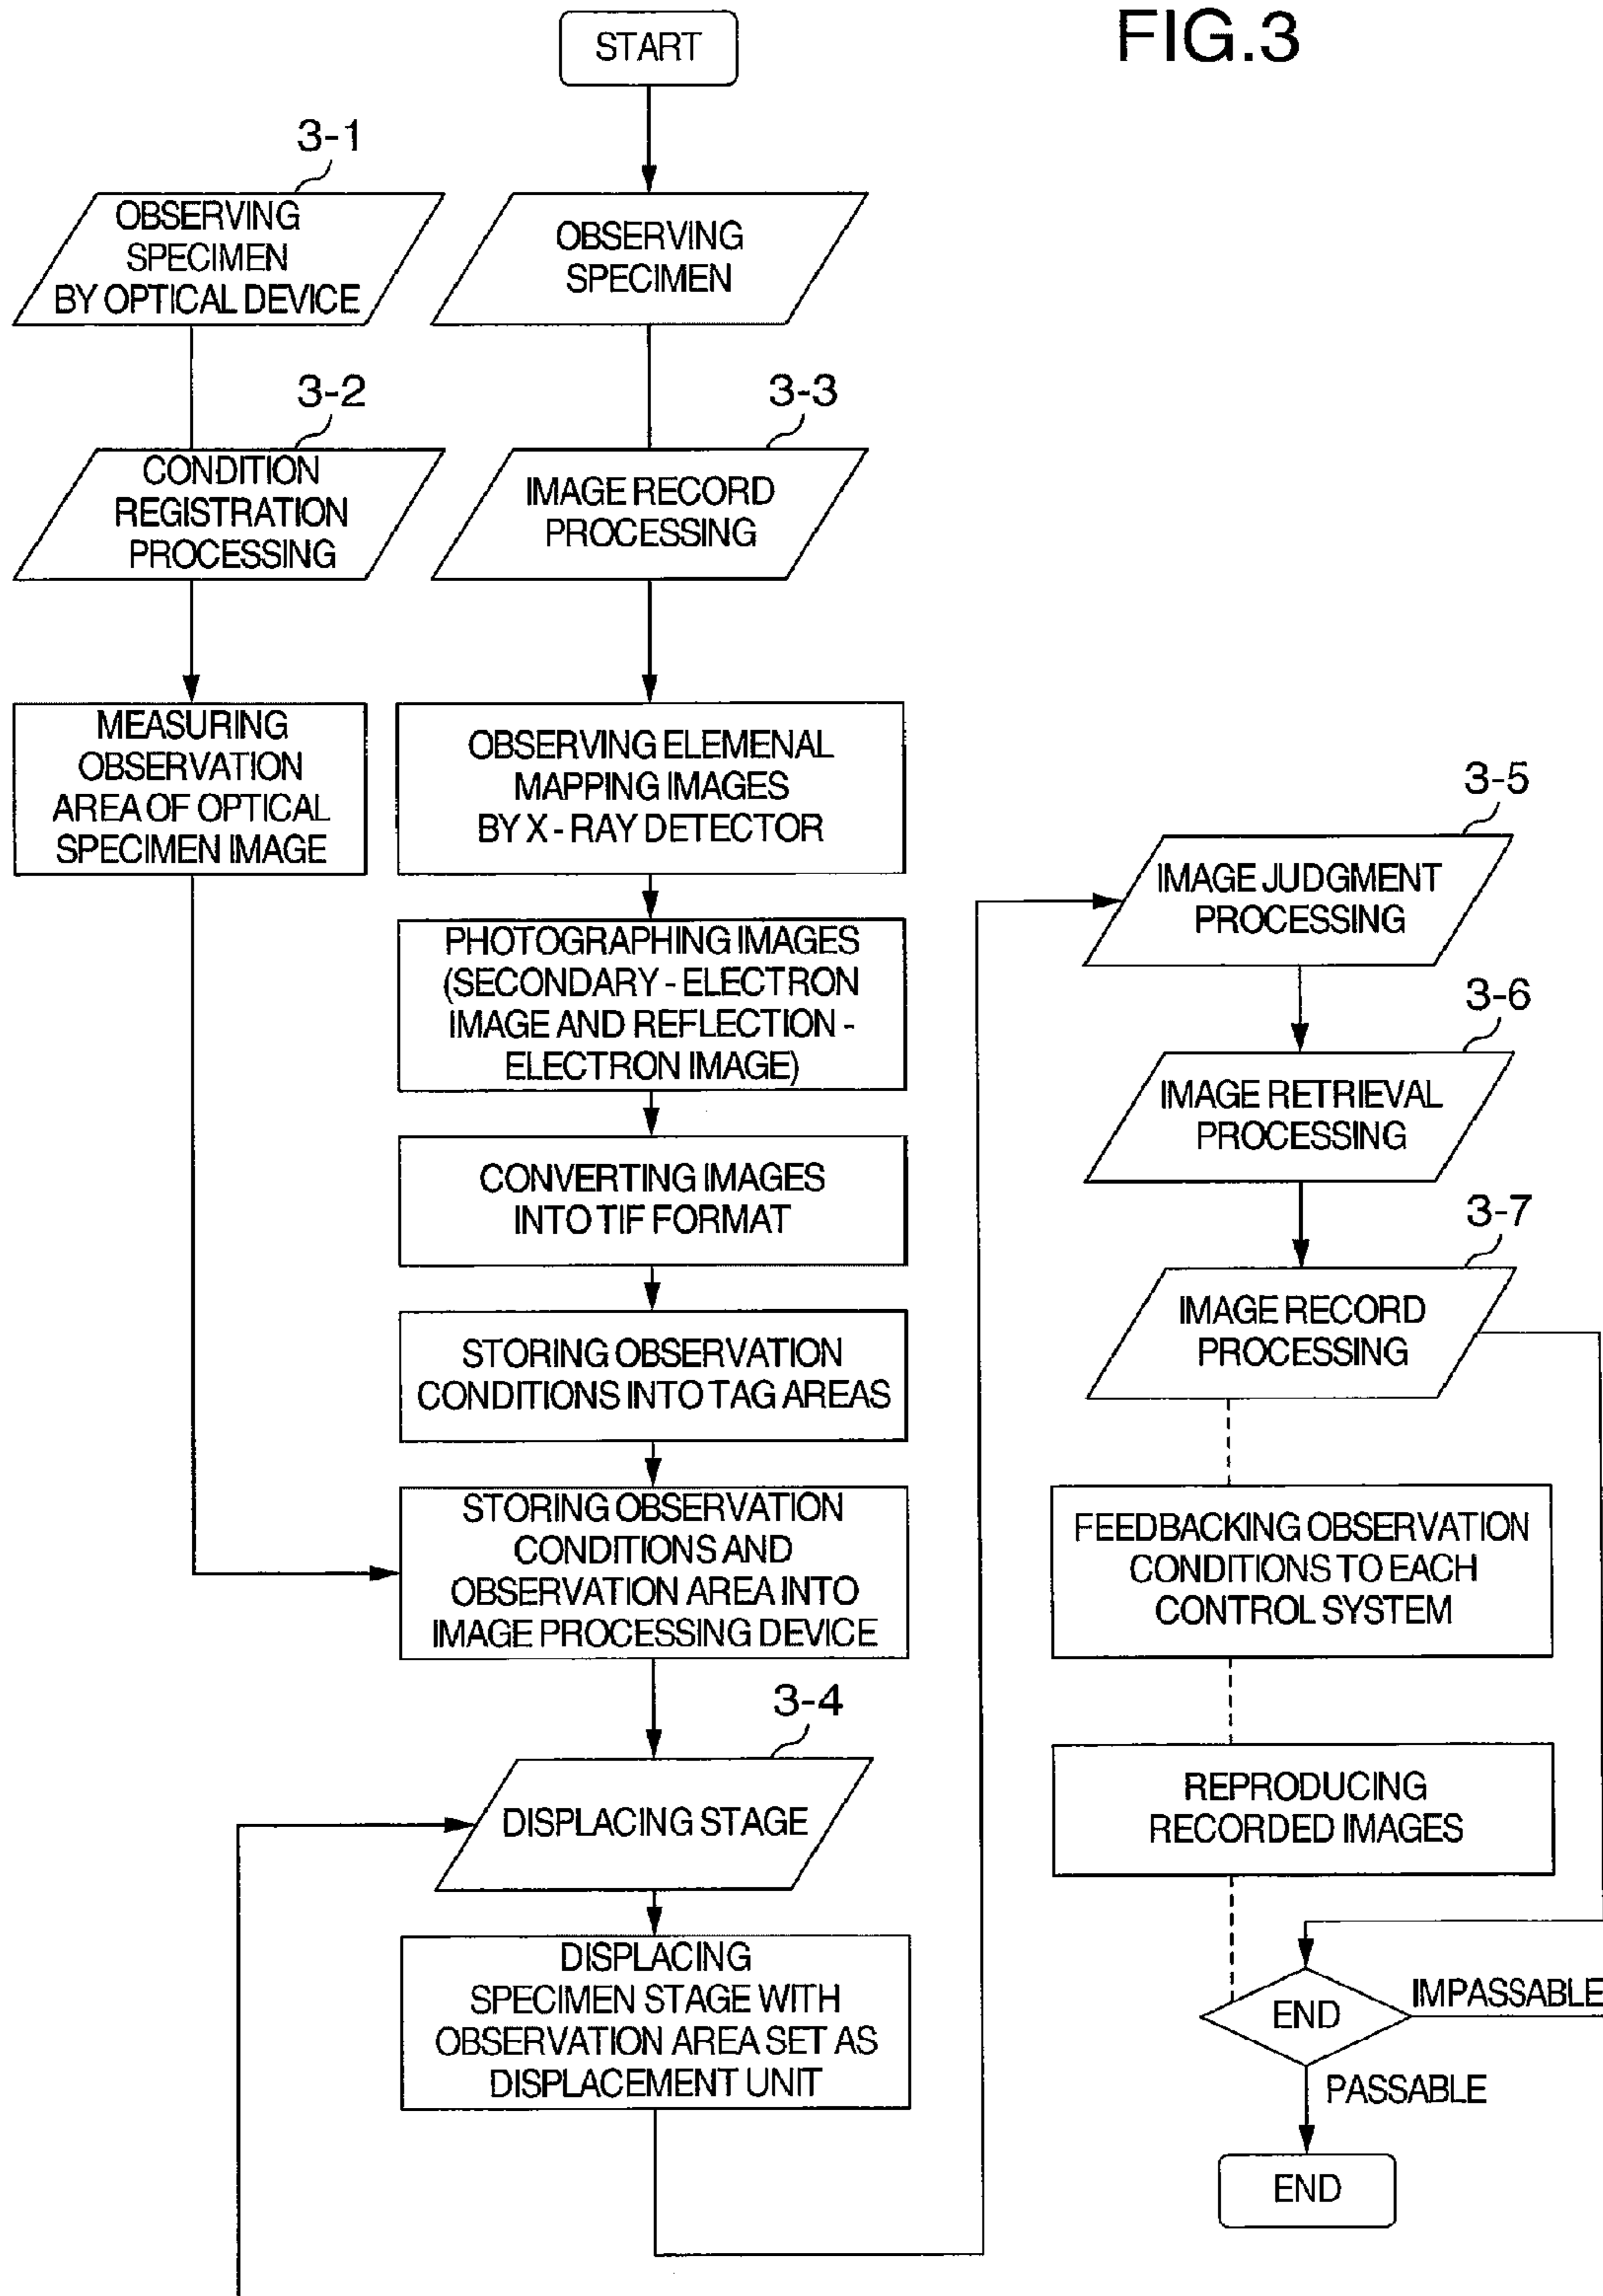 FIG.3
START
3-1
OBSERVING
SPECIMEN
BY OPTICAL DEVICE
OBSERVING
SPECIMEN
3-2
CONDITION
REGISTRATION
PROCESSING
3-3
IMAGE RECORD
PROCESSING
MEASURING
OBSERVATION
AREA OF OPTICAL
SPECIMEN IMAGE
OBSERVING ELEMENAL
MAPPING IMAGES
BY X - RAY DETECTOR
PHOTOGRAPHING IMAGES
(SECONDARY - ELECTRON
IMAGE AND REFLECTION -
ELECTRON IMAGE)
CONVERTING IMAGES
INTO TIF FORMAT
STORING OBSERVATION
CONDITIONS INTO TAG AREAS
STORING OBSERVATION
CONDITIONS AND
OBSERVATION AREA INTO
IMAGE PROCESSING DEVICE
3-4
DISPLACING STAGE
DISPLACING
SPECIMEN STAGE WITH
OBSERVATION AREA SET AS
DISPLACEMENT UNIT
3-5
IMAGE JUDGMENT
PROCESSING
3-6
IMAGE RETRIEVAL
PROCESSING
3-7
IMAGE RECORD
PROCESSING
FEEDBACKING OBSERVATION
CONDITIONS TO EACH
CONTROL SYSTEM
REPRODUCING
RECORDED IMAGES
END
IMPASSABLE
PASSABLE
END